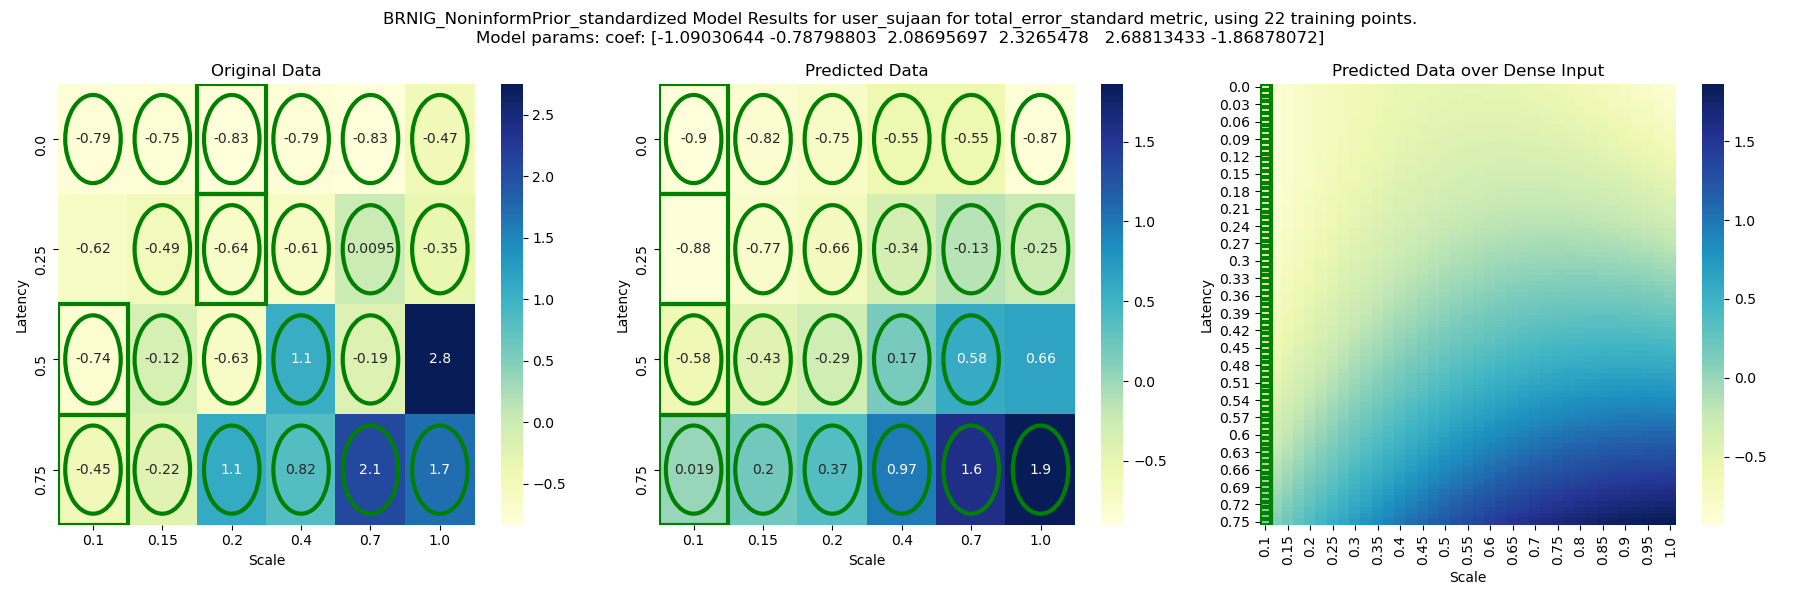 BRNIG_NoninformPrior_standardized Model Results for user_sujaan for total_error_standard metric, using 22 training points.
Model params: coef: [-1.09030644 -0.78798803  2.08695697  2.3265478   2.68813433 -1.86878072]
Original Data
Latency
0.0 -0.79 -0.75 -0.83 -0.79 -0.83 -0.47
0.25 -0.62 -0.49 -0.64 -0.61 0.0095 -0.35
0.5 -0.74 -0.12 -0.63 1.1 -0.19 2.8
0.75 -0.45 -0.22 1.1 0.82 2.1 1.7
0.1 0.15 0.2 0.4 0.7 1.0
Scale
2.5
2.0
1.5
1.0
0.5
0.0
−0.5
Predicted Data
Latency
0.0 -0.9 -0.82 -0.75 -0.55 -0.55 -0.87
0.25 -0.88 -0.77 -0.66 -0.34 -0.13 -0.25
0.5 -0.58 -0.43 -0.29 0.17 0.58 0.66
0.75 0.019 0.2 0.37 0.97 1.6 1.9
0.1 0.15 0.2 0.4 0.7 1.0
Scale
1.5
1.0
0.5
0.0
−0.5
Predicted Data over Dense Input
Latency
0.0
0.03
0.06
0.09
0.12
0.15
0.18
0.21
0.24
0.27
0.3
0.33
0.36
0.39
0.42
0.45
0.48
0.51
0.54
0.57
0.6
0.63
0.66
0.69
0.72
0.75
0.1 0.15 0.2 0.25 0.3 0.35 0.4 0.45 0.5 0.55 0.6 0.65 0.7 0.75 0.8 0.85 0.9 0.95 1.0
Scale
1.5
1.0
0.5
0.0
−0.5